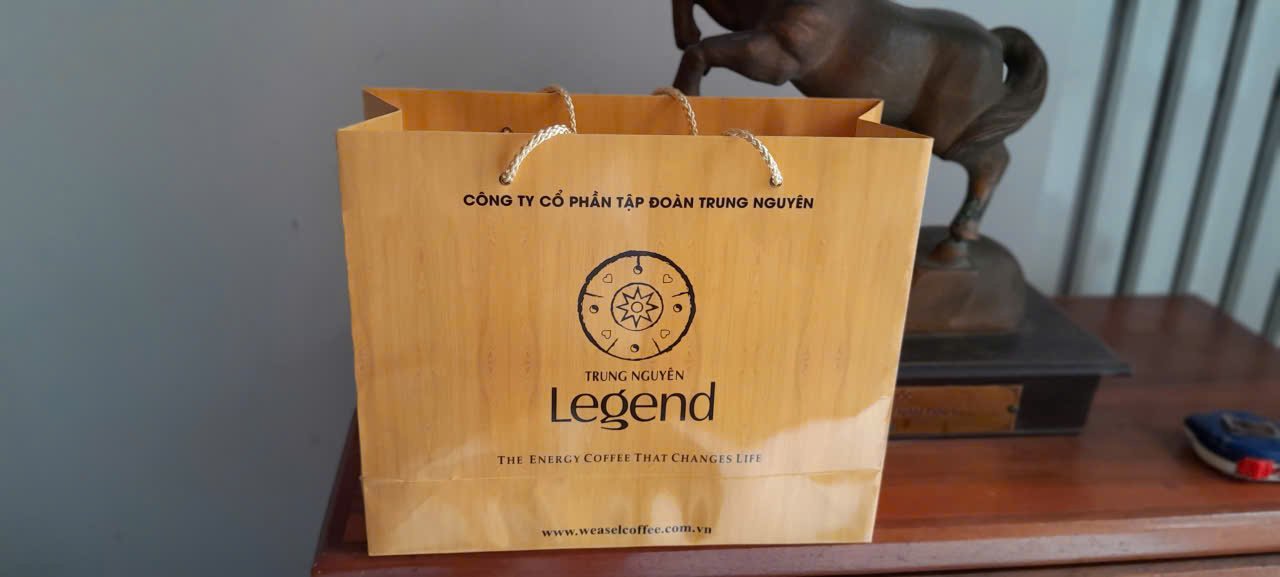 CÔNG TY CỔ PHẦN TẬP ĐOÀN TRUNG NGUYÊN
TRUNG NGUYÊN
Legend
THE ENERGY COFFEE THAT CHANGES LIFE
www.weaselcoffee.com.vn